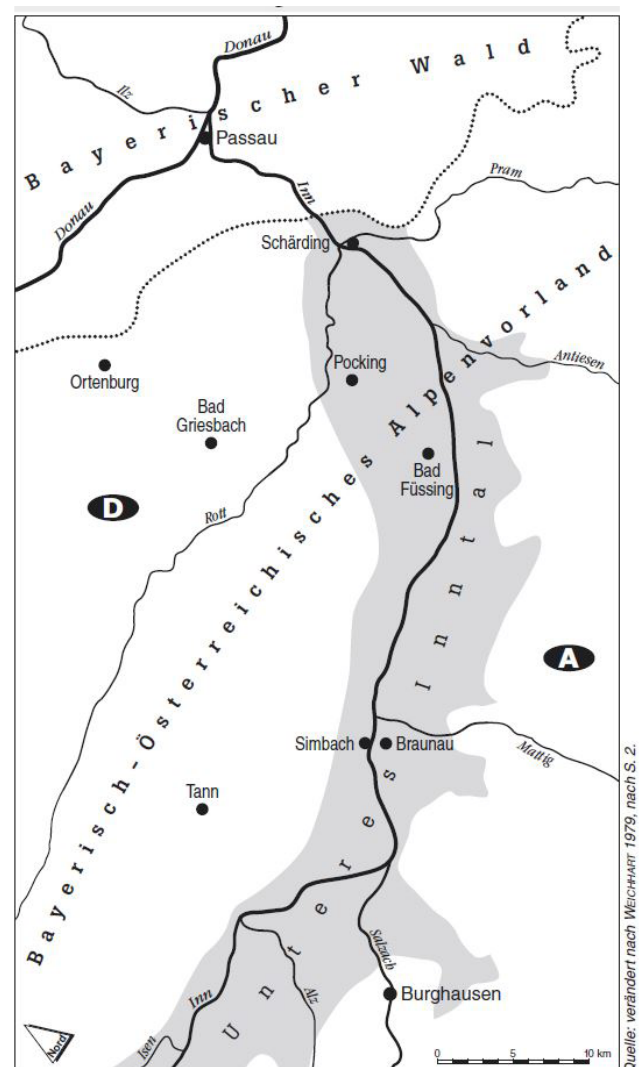 Donau
Ilz
Bayerischer Wald
Passau
Donau
Inn
Pram
Schärding
Pocking
Antiesen
Ortenburg
Bad
Griesbach
Bad
Füssing
D
Rott
Bayerisch-Österreichisches Alpenvorland
Unteres Inntal
A
Simbach
Braunau
Mattig
Tann
Salzach
Inn
Alz
Isen
Burghausen
Nord
0 5 10 km
Quelle: verändert nach WEICHHART 1979, nach S. 2.